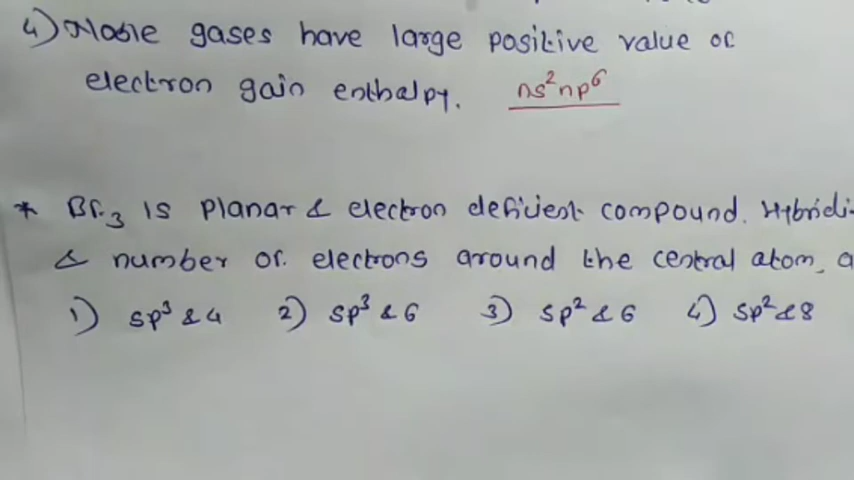 4) Noble gases have large positive value of
electron gain enthalpy. ns²np⁶
* BF₃ is planar & electron deficient compound. Hybridi-
& number of electrons around the central atom, a
1) sp³ & 4 2) sp³ & 6 3) sp² & 6 4) sp² & 8